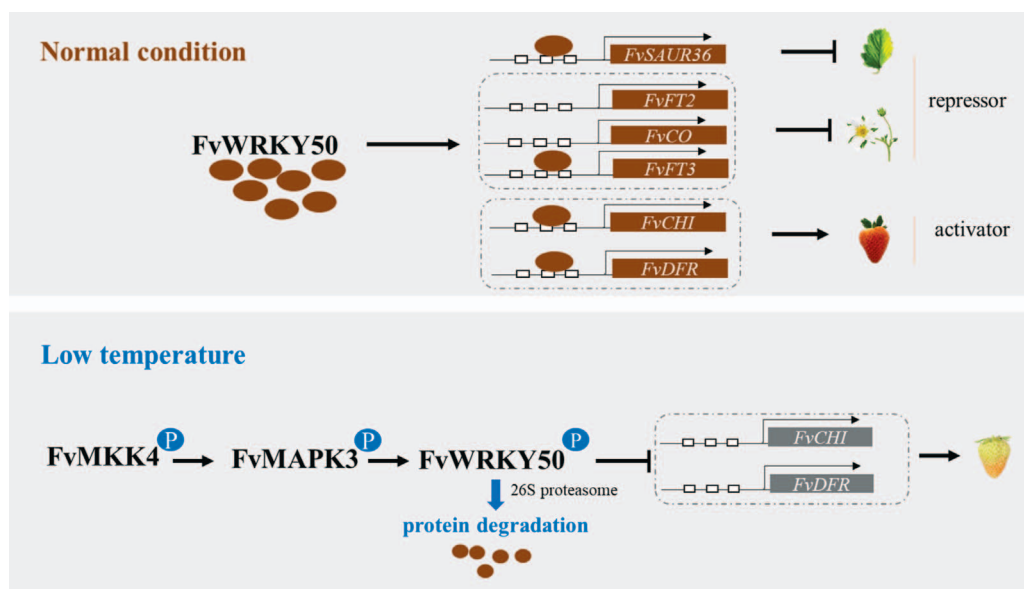 Normal condition
FvWRKY50
FvSAUR36
FvFT2
FvCO
FvFT3
FvCHI
FvDFR
repressor
activator
Low temperature
FvMKK4 P
FvMAPK3 P
FvWRKY50 P
26S proteasome
protein degradation
FvCHI
FvDFR